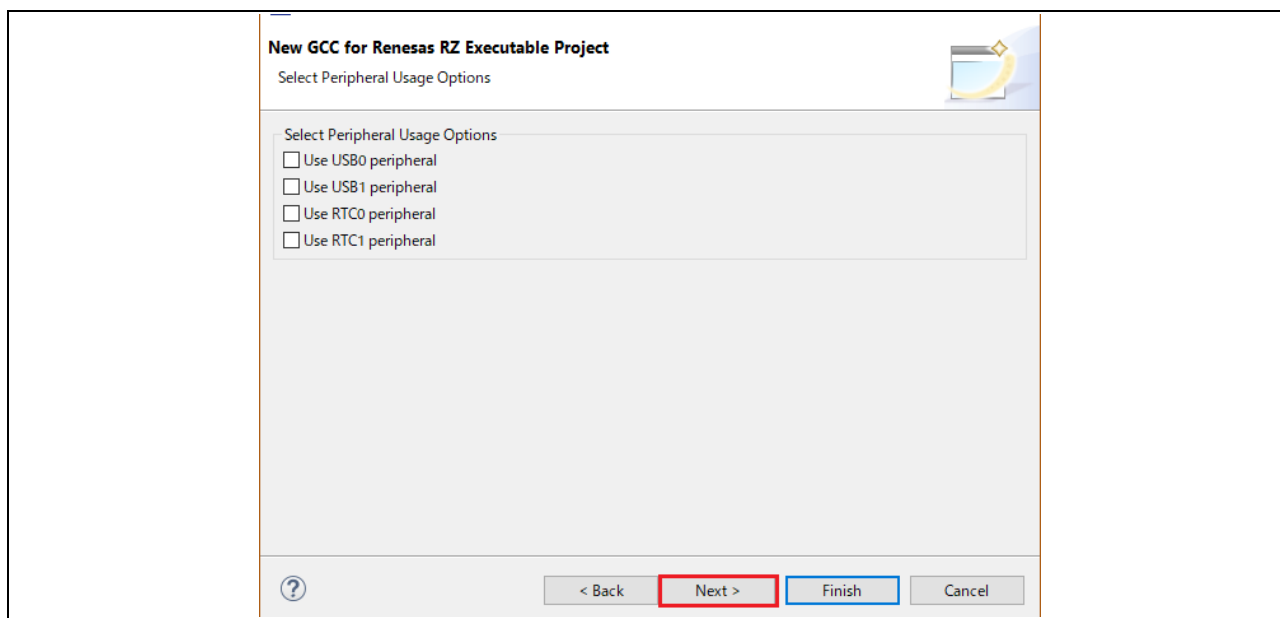 New GCC for Renesas RZ Executable Project
Select Peripheral Usage Options
Select Peripheral Usage Options
Use USB0 peripheral
Use USB1 peripheral
Use RTC0 peripheral
Use RTC1 peripheral
? < Back Next > Finish Cancel